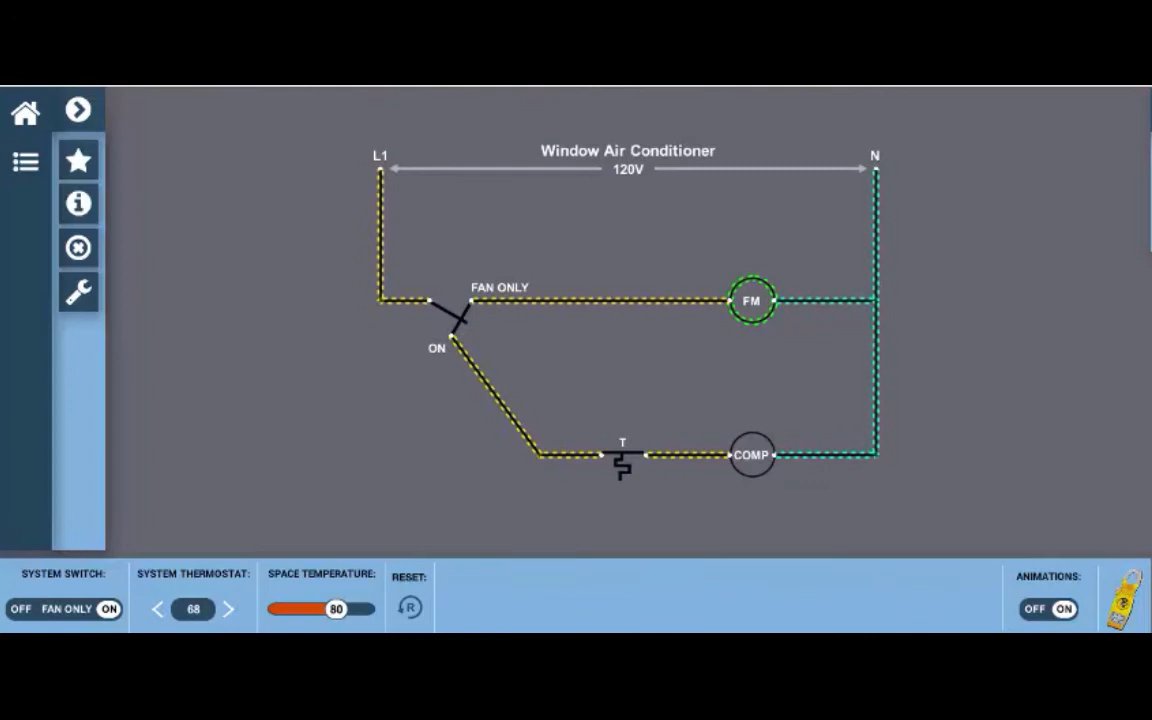 Window Air Conditioner
L1
N
120V
FAN ONLY
FM
ON
T
COMP
SYSTEM SWITCH:
OFF FAN ONLY ON
SYSTEM THERMOSTAT:
68
SPACE TEMPERATURE:
80
RESET:
R
ANIMATIONS:
OFF ON